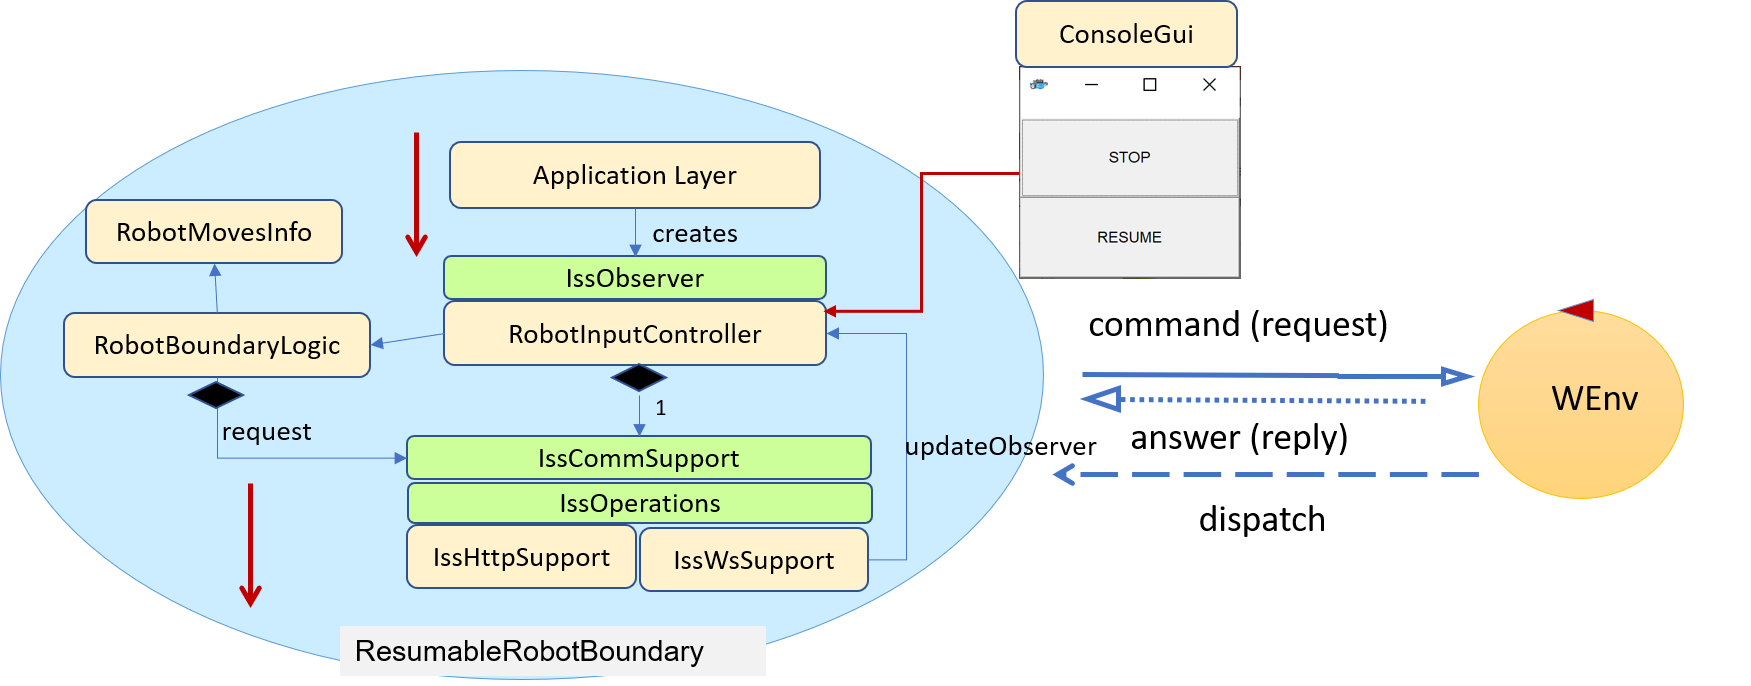 ConsoleGui
STOP
RESUME
Application Layer
creates
RobotMovesInfo
IssObserver
RobotInputController
RobotBoundaryLogic
1
request
IssCommSupport
updateObserver
IssOperations
IssHttpSupport
IssWsSupport
ResumableRobotBoundary
command (request)
WEnv
answer (reply)
dispatch